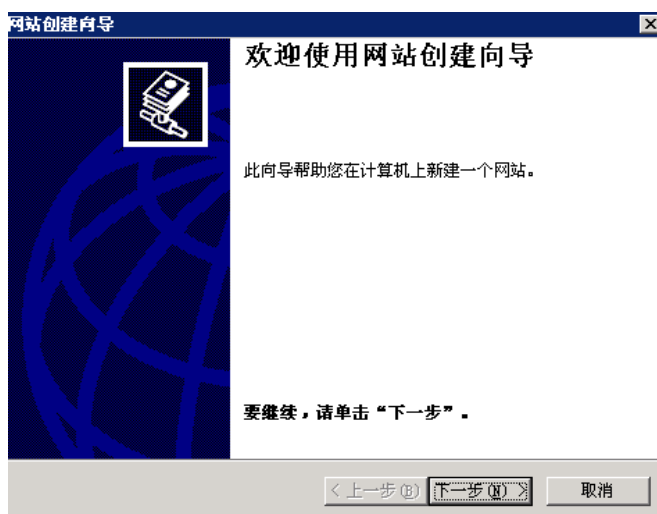 网站创建向导
欢迎使用网站创建向导
此向导帮助您在计算机上新建一个网站。
要继续，请单击“下一步”。
< 上一步(B) 下一步(N) > 取消